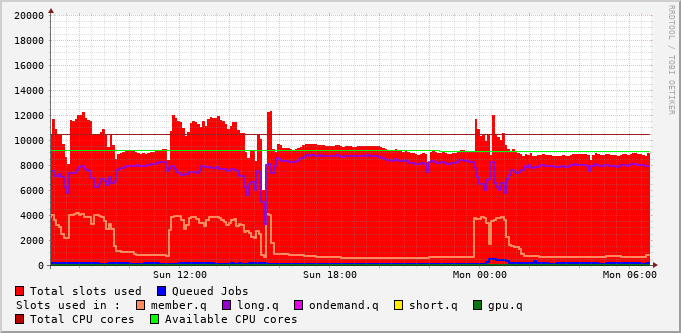 20000
18000
16000
14000
12000
10000
8000
6000
4000
2000
0
Sun 12:00 Sun 18:00 Mon 00:00 Mon 06:00
RRDTOOL / TOBI OETIKER
Total slots used Queued Jobs
Slots used in : member.q long.q ondemand.q short.q gpu.q
Total CPU cores Available CPU cores